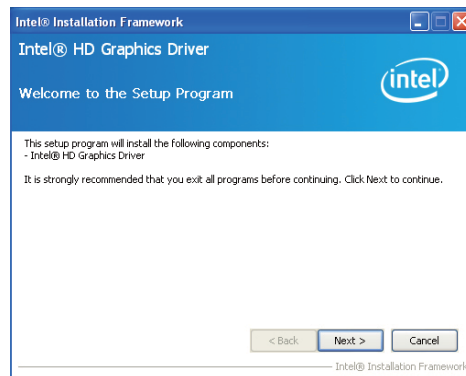 Intel® Installation Framework
Intel® HD Graphics Driver
Welcome to the Setup Program
(intel)
This setup program will install the following components:
- Intel® HD Graphics Driver
It is strongly recommended that you exit all programs before continuing. Click Next to continue.
< Back
Next >
Cancel
Intel® Installation Framework